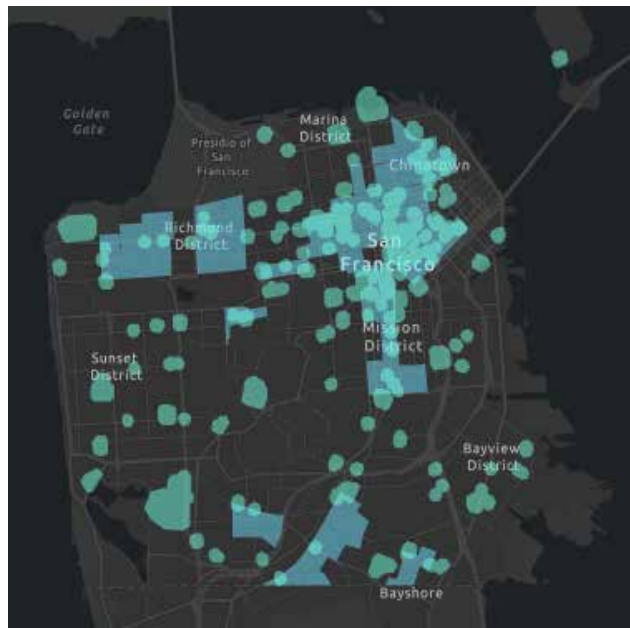 Golden
Gate
Marina
District
Presidio of
San
Francisco
Chinatown
Richmond
District
San
Francisco
Mission
District
Sunset
District
Bayview
District
Bayshore